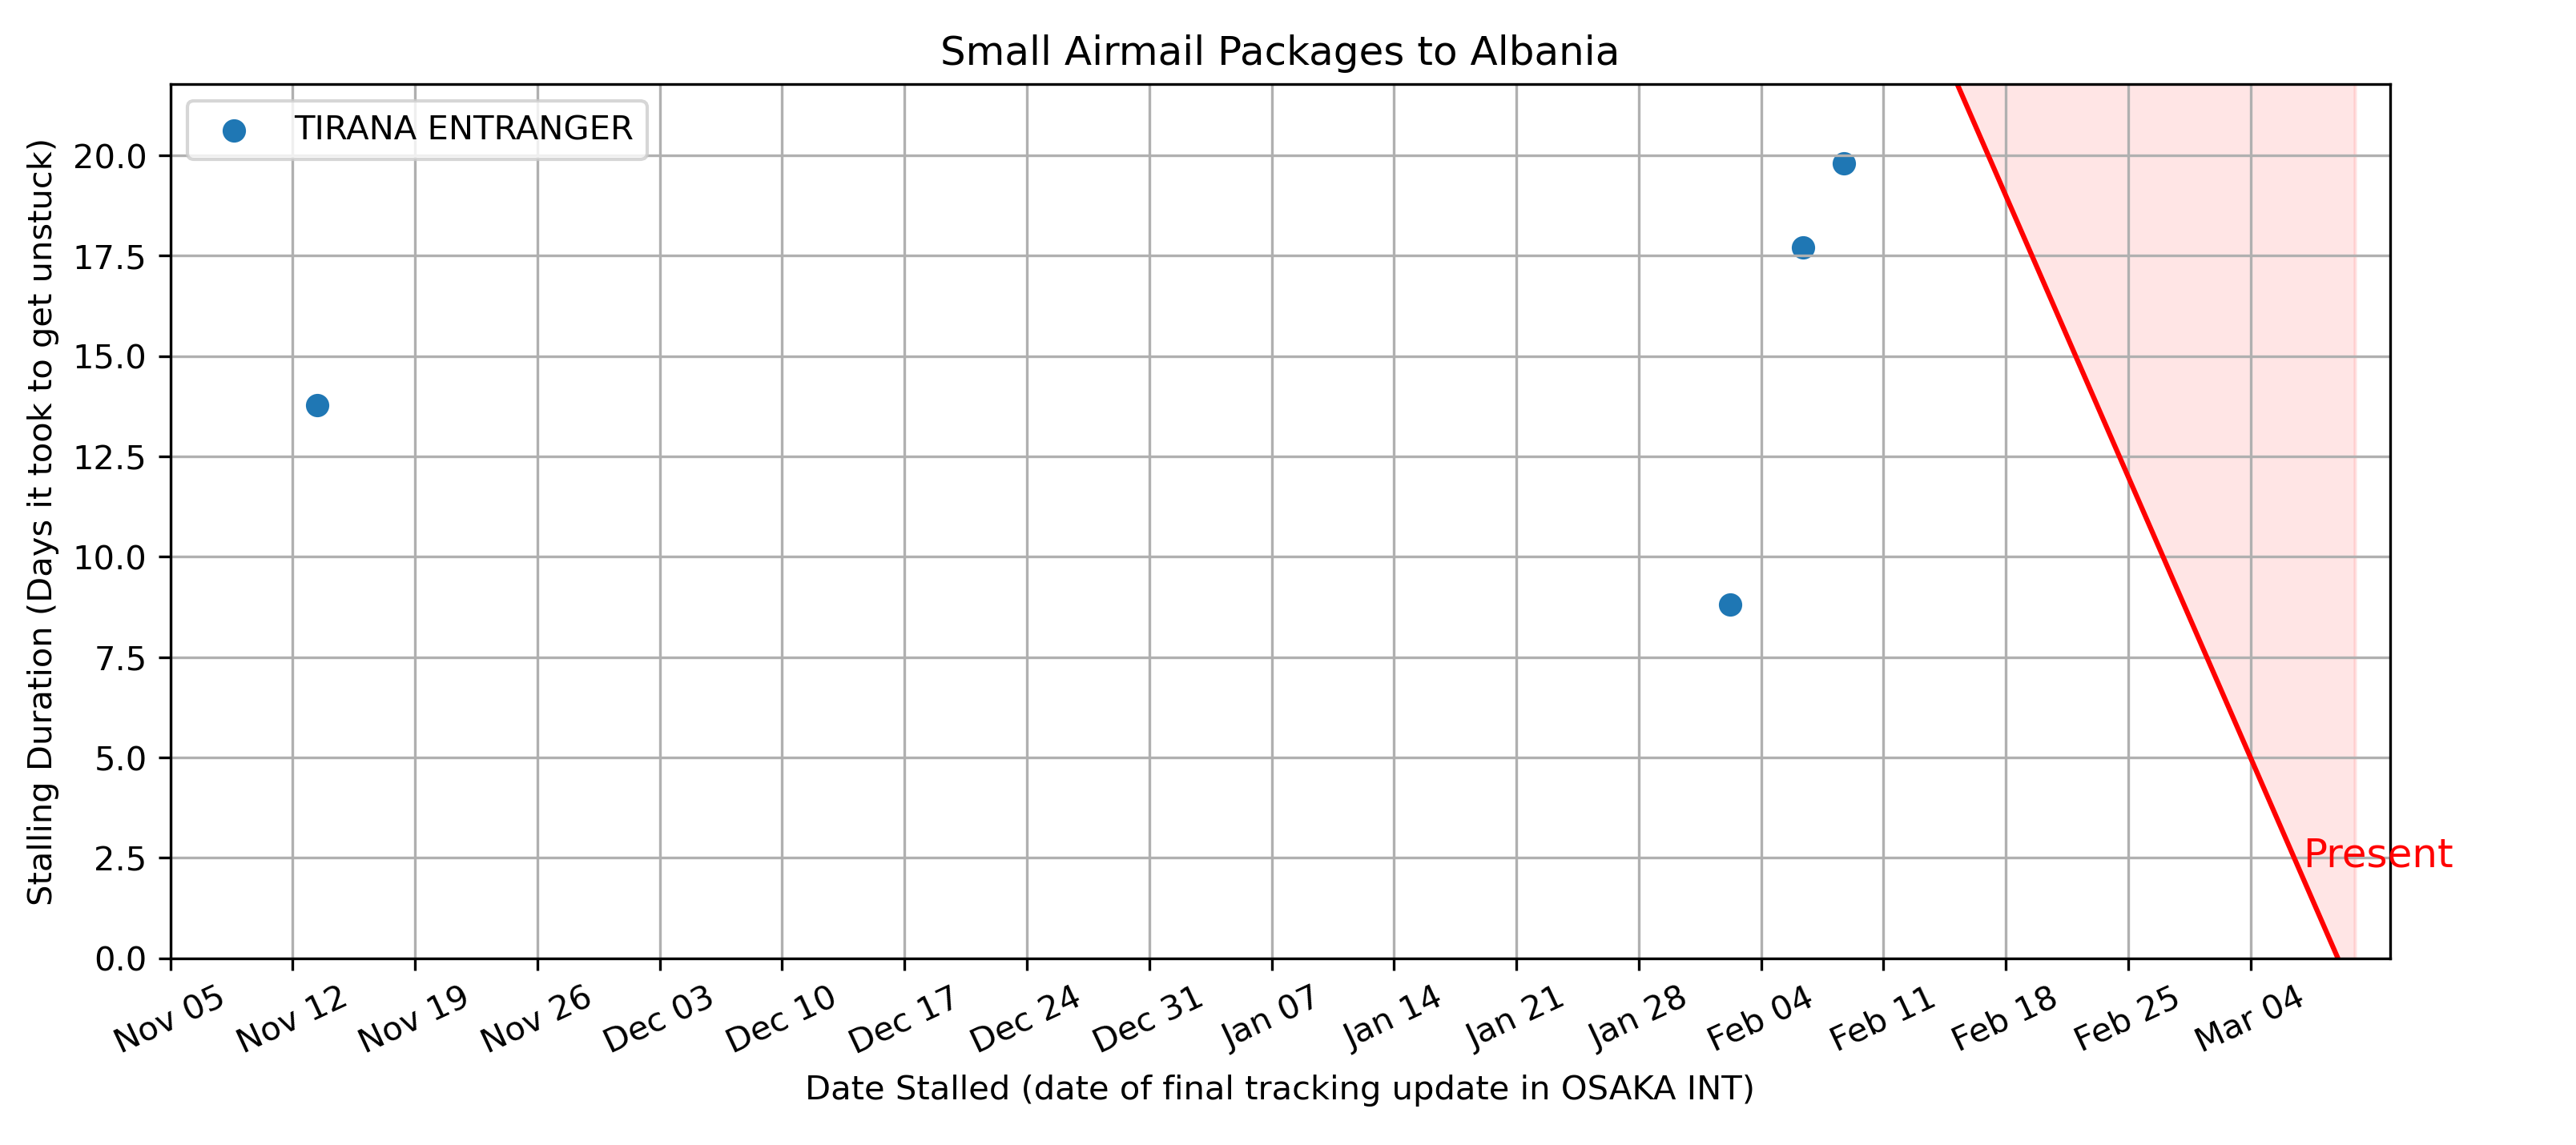 Small Airmail Packages to Albania
TIRANA ENTRANGER
Stalling Duration (Days it took to get unstuck)
20.0
17.5
15.0
12.5
10.0
7.5
5.0
2.5
0.0
Present
Nov 05 Nov 12 Nov 19 Nov 26 Dec 03 Dec 10 Dec 17 Dec 24 Dec 31 Jan 07 Jan 14 Jan 21 Jan 28 Feb 04 Feb 11 Feb 18 Feb 25 Mar 04
Date Stalled (date of final tracking update in OSAKA INT)